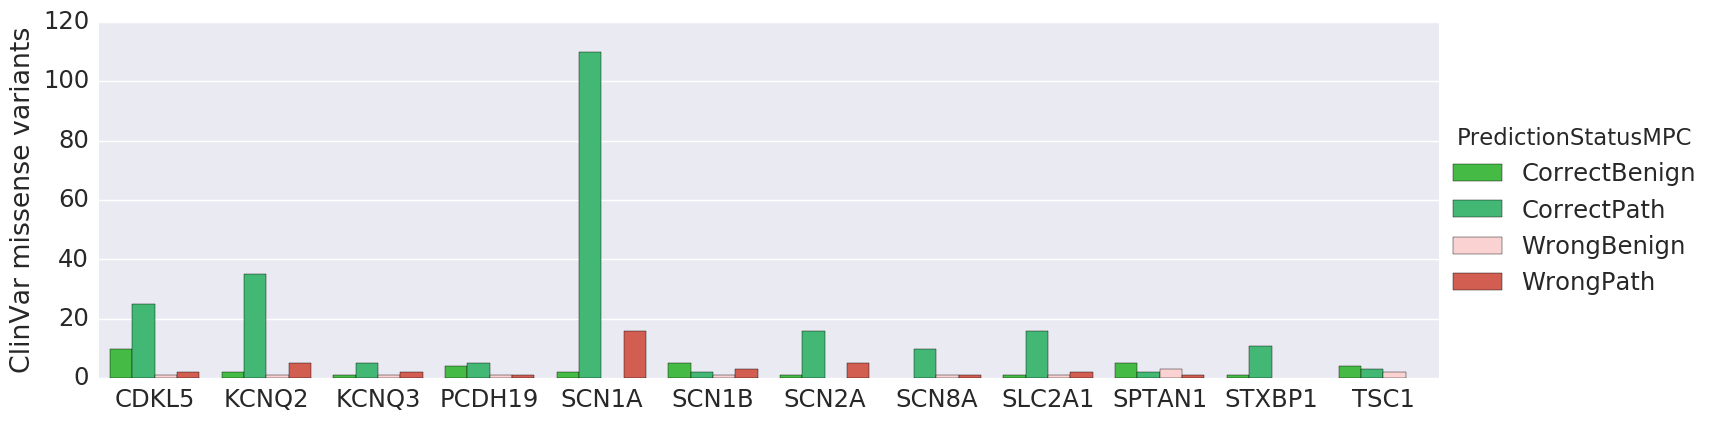 ClinVar missense variants
120
100
80
60
40
20
0
CDKL5 KCNQ2 KCNQ3 PCDH19 SCN1A SCN1B SCN2A SCN8A SLC2A1 SPTAN1 STXBP1 TSC1
PredictionStatusMPC
CorrectBenign
CorrectPath
WrongBenign
WrongPath